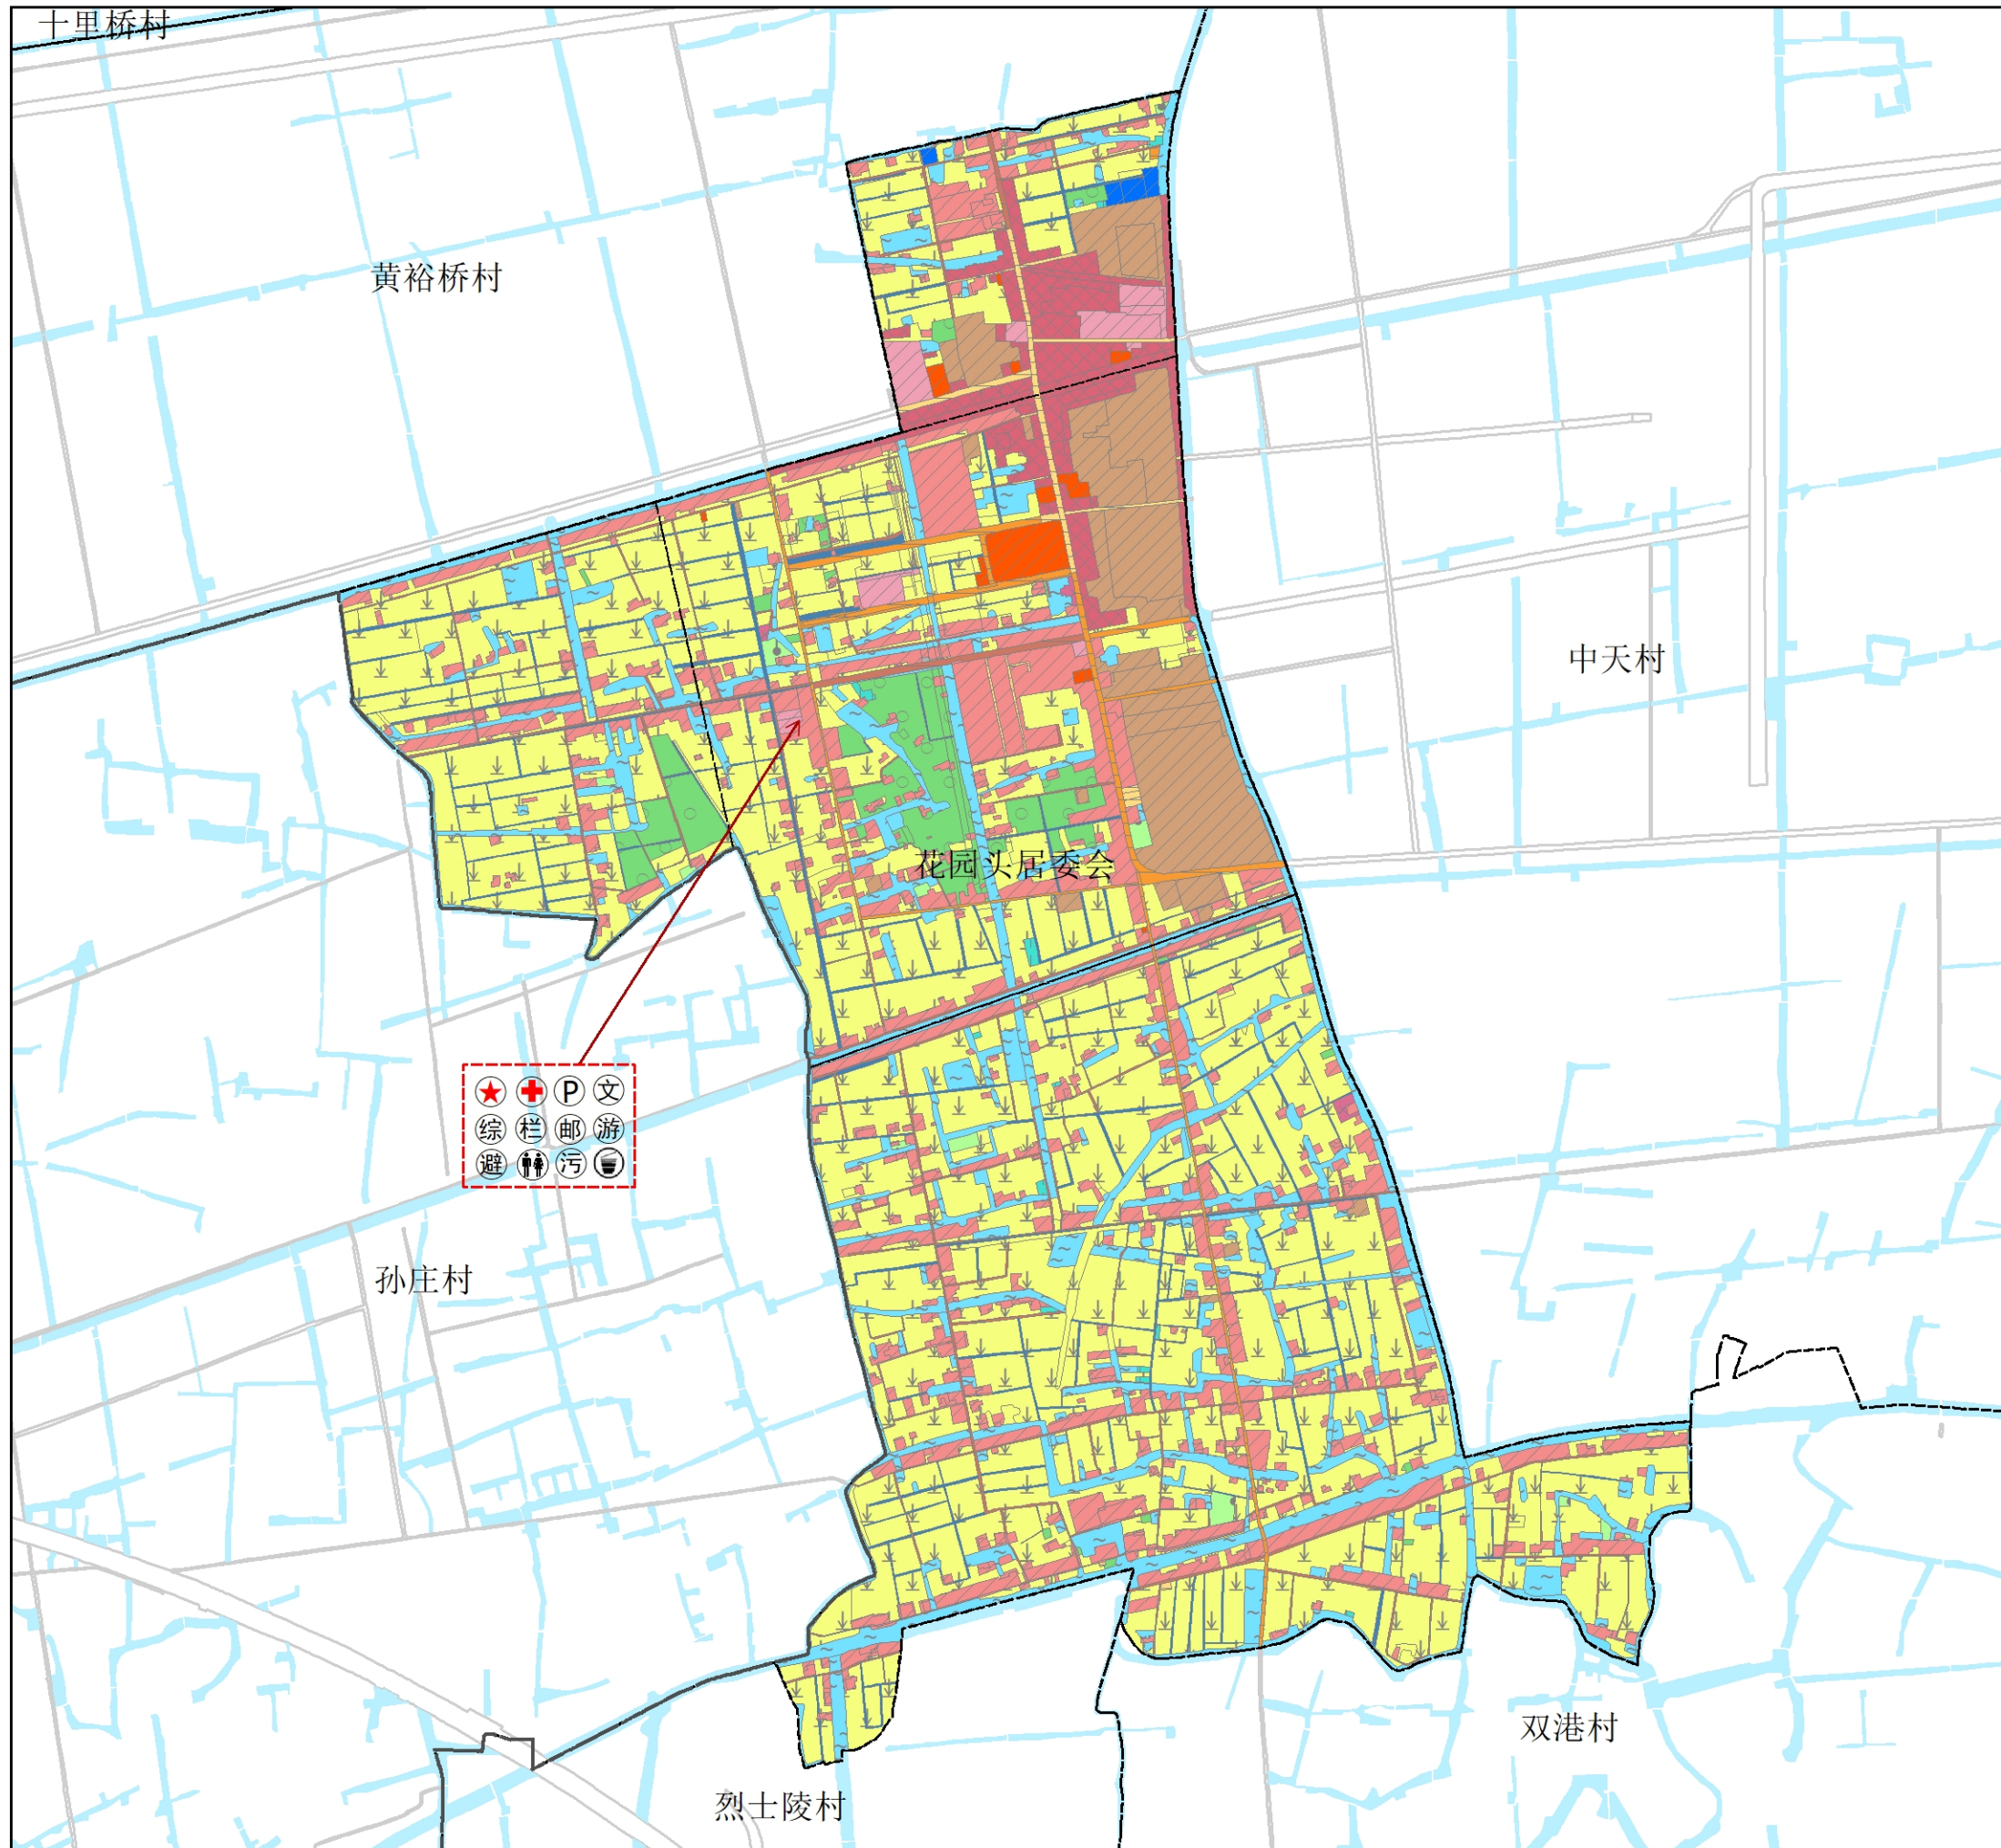 十里桥村
黄裕桥村
中天村
花园头居委会
P 文
综 栏 邮 游
避 污
孙庄村
双港村
烈士陵村